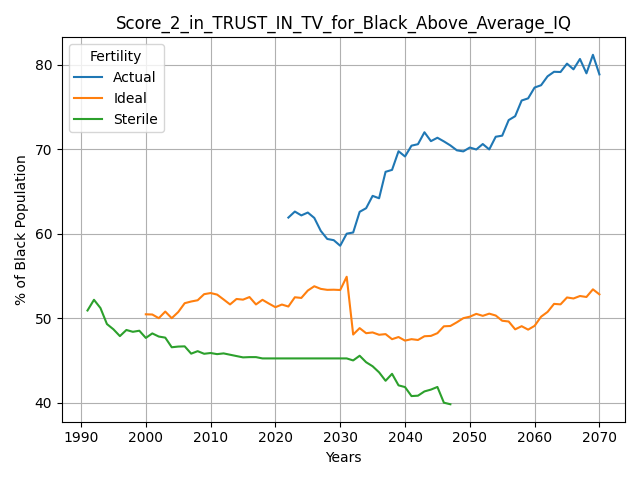 Score_2_in_TRUST_IN_TV_for_Black_Above_Average_IQ
Fertility
Actual
Ideal
Sterile
% of Black Population
80
70
60
50
40
1990 2000 2010 2020 2030 2040 2050 2060 2070
Years